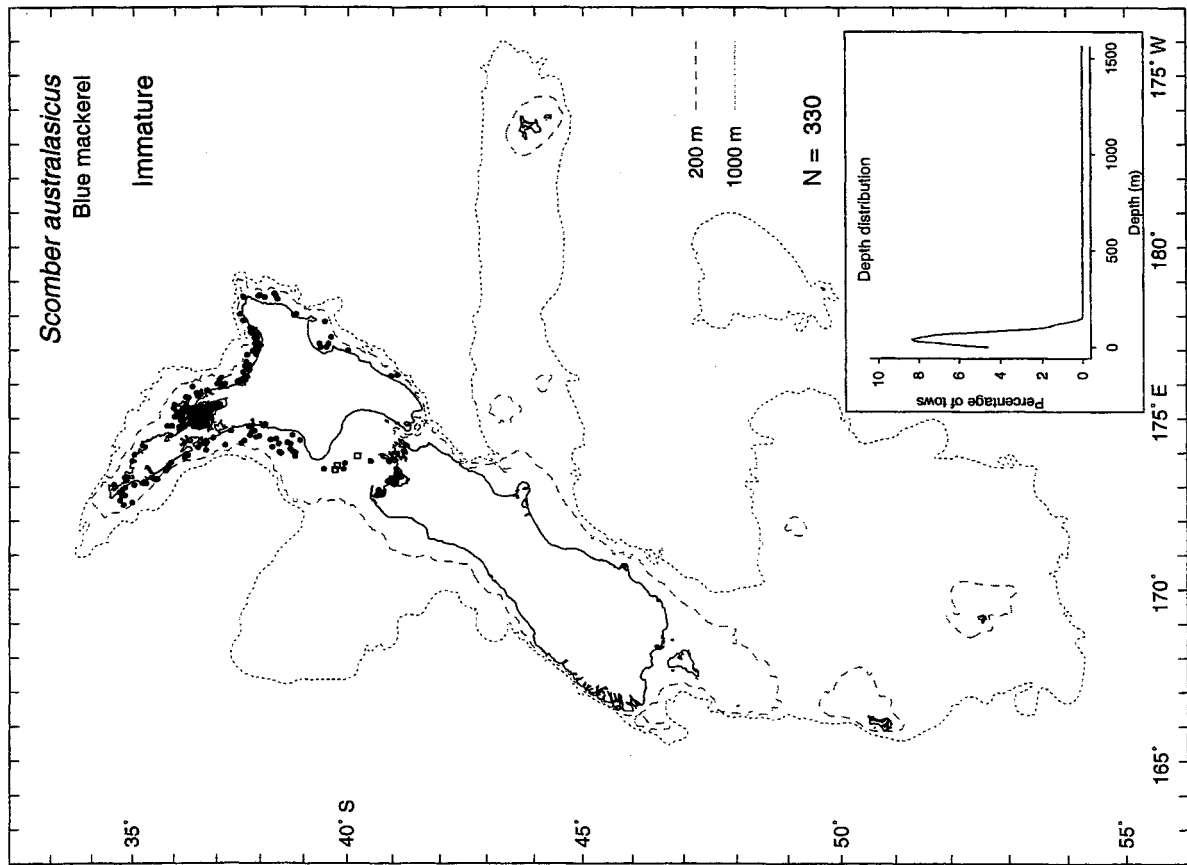 Scomber australasicus
Blue mackerel
Immature
35°
40° S
45°
50°
55°
200 m
1000 m
N = 330
Depth distribution
Percentage of tows
10
8
6
4
2
0
0
500
1000
1500
Depth (m)
165°
170°
175° E
180°
175° W